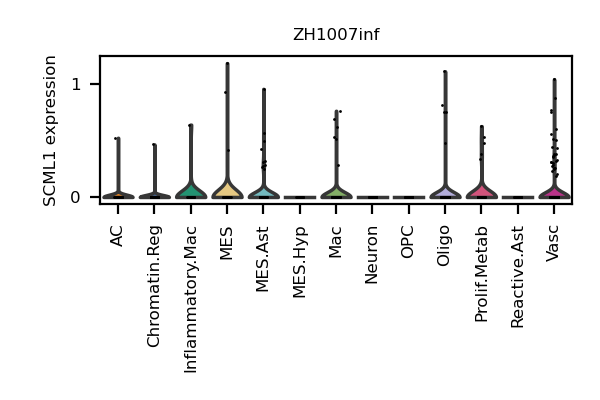 ZH1007inf
SCML1 expression
1
0
AC
Chromatin.Reg
Inflammatory.Mac
MES
MES.Ast
MES.Hyp
Mac
Neuron
OPC
Oligo
Prolif.Metab
Reactive.Ast
Vasc